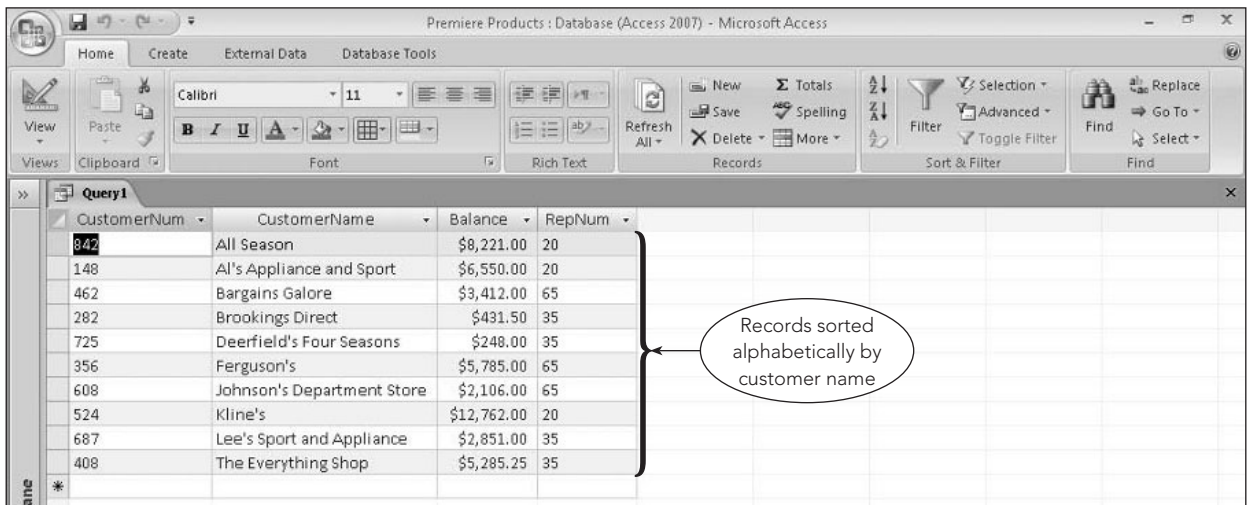 Premiere Products : Database (Access 2007) - Microsoft Access
Home Create External Data Database Tools
View
Views
Paste
Clipboard
Calibri 11
B I U A
Font
ab
Rich Text
Refresh
All
New
Save
Delete
Σ Totals
ABC Spelling
More
Records
A
Z
Z
A
A
Z
Filter
Selection
Advanced
Toggle Filter
Sort & Filter
Find
Replace
Go To
Select
Find
» Query1 x
CustomerNum CustomerName Balance RepNum
842 All Season $8,221.00 20
148 Al's Appliance and Sport $6,550.00 20
462 Bargains Galore $3,412.00 65
282 Brookings Direct $431.50 35
725 Deerfield's Four Seasons $248.00 35
356 Ferguson's $5,785.00 65
608 Johnson's Department Store $2,106.00 65
524 Kline's $12,762.00 20
687 Lee's Sport and Appliance $2,851.00 35
408 The Everything Shop $5,285.25 35
*
Records sorted
alphabetically by
customer name
ane